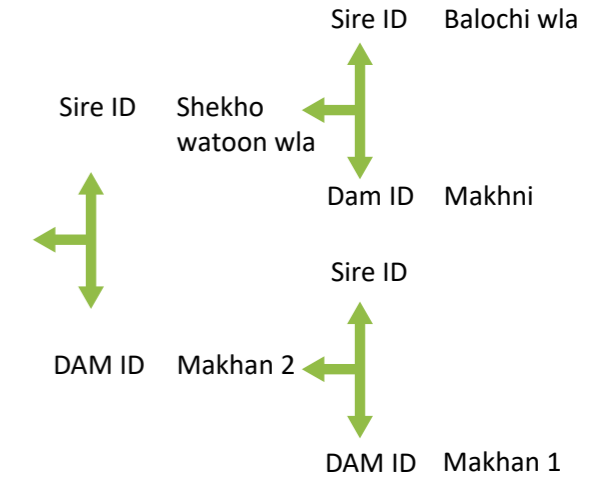 Sire ID Balochi wla
Sire ID Shekho
watoon wla
Dam ID Makhni
Sire ID
DAM ID Makhan 2
DAM ID Makhan 1